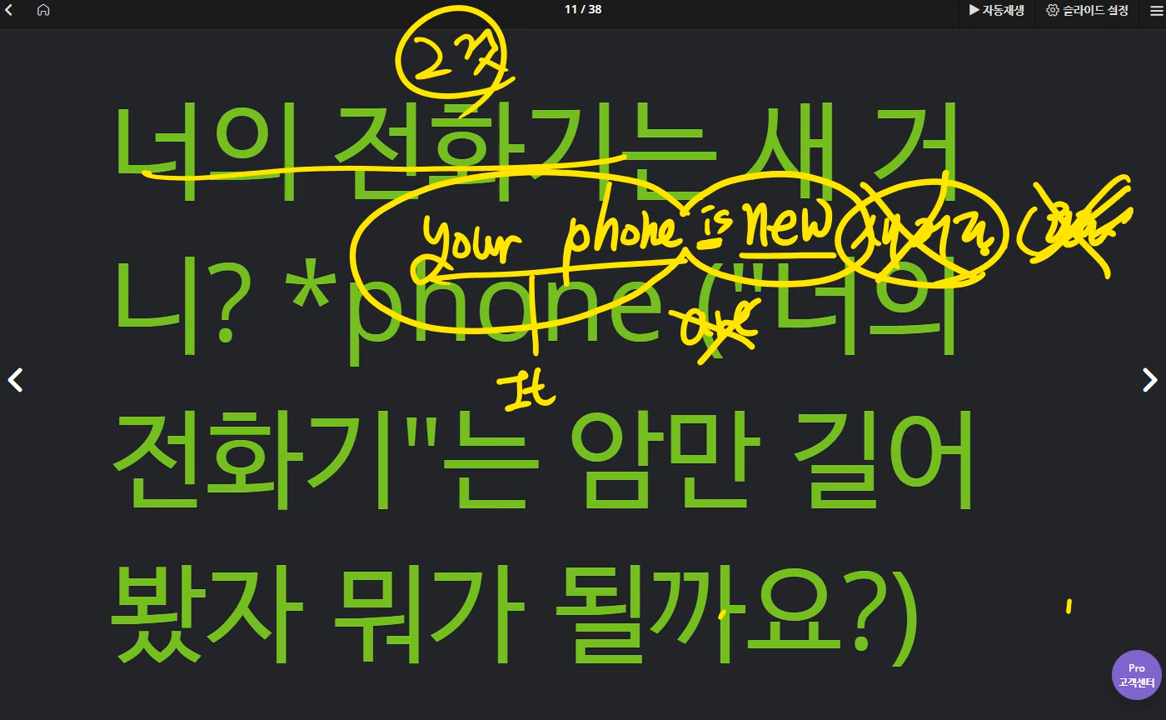 11 / 38
자동재생
슬라이드 설정
너의 전화기는 새 거
your phone is new
니? *phone ("너의
are
It
전화기"는 암만 길어
봤자 뭐가 될까요?)
Pro
고객센터